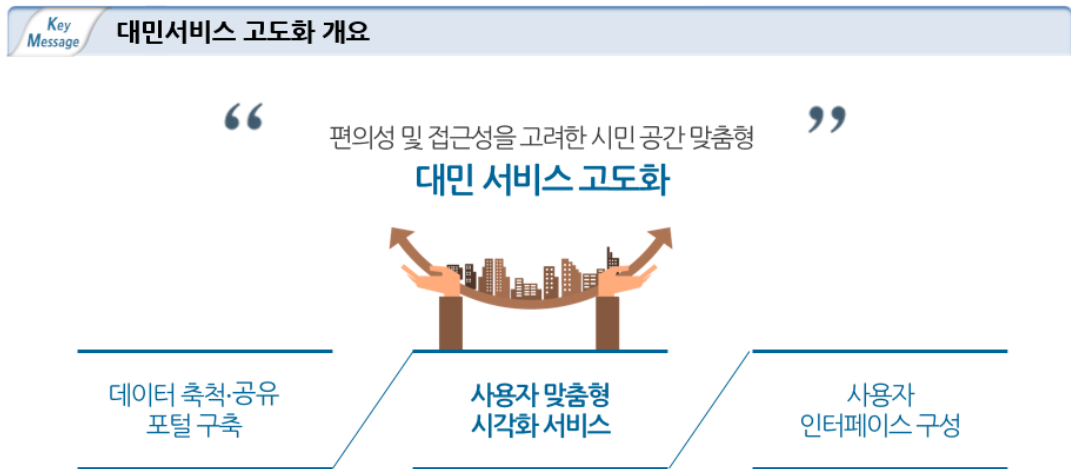 Key
Message
대민서비스 고도화 개요
“ 편의성 및 접근성을 고려한 시민 공간 맞춤형 ”
대민 서비스 고도화
데이터 축척·공유
포털 구축
사용자 맞춤형
시각화 서비스
사용자
인터페이스 구성